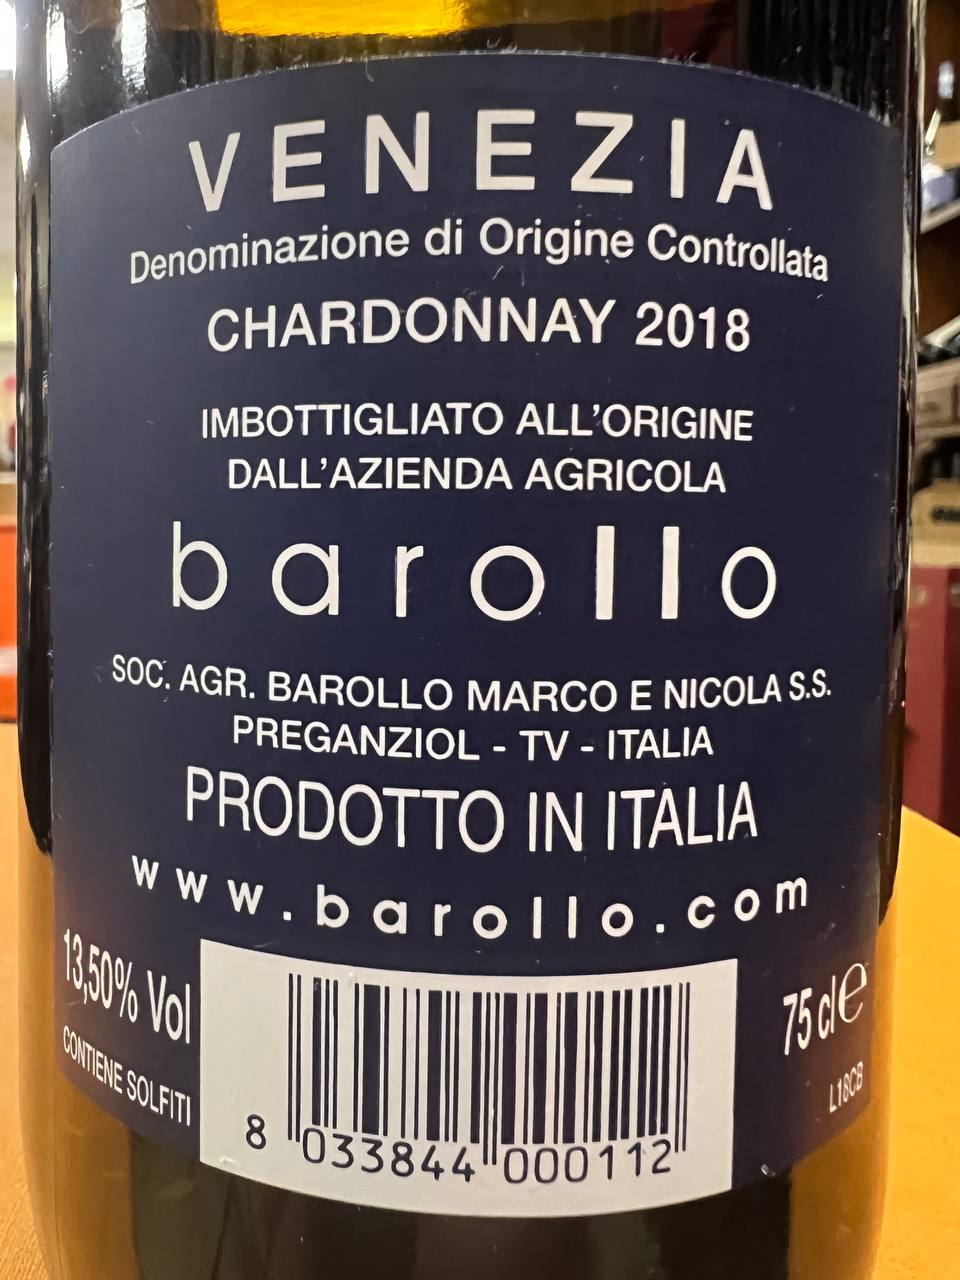 VENEZIA
Denominazione di Origine Controllata
CHARDONNAY 2018
IMBOTTIGLIATO ALL'ORIGINE
DALL'AZIENDA AGRICOLA
barollo
SOC. AGR. BAROLLO MARCO E NICOLA S.S.
PREGANZIOL - TV - ITALIA
PRODOTTO IN ITALIA
www.barollo.com
13,50% Vol
CONTIENE SOLFITI
75 cl e
L18CB
8 033844 000112